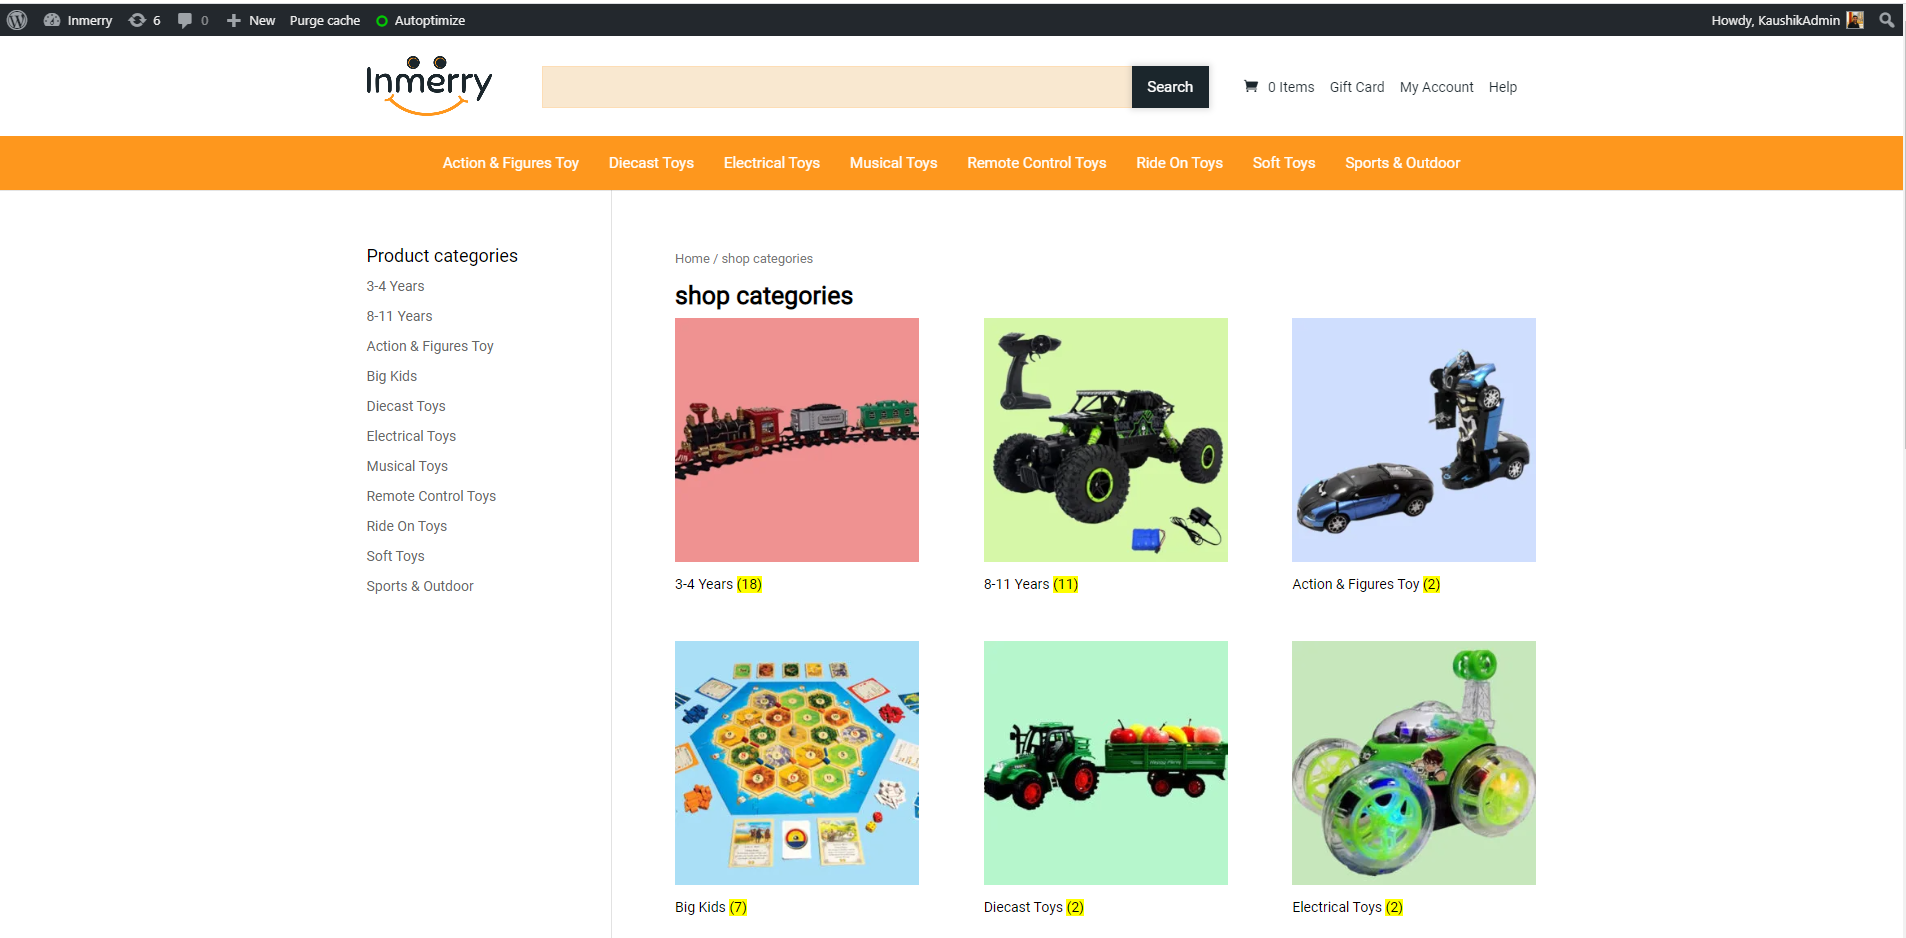 Inmerry 6 0 New Purge cache Autoptimize Howdy, KaushikAdmin
Inmerry
Search
0 Items Gift Card My Account Help
Action & Figures Toy Diecast Toys Electrical Toys Musical Toys Remote Control Toys Ride On Toys Soft Toys Sports & Outdoor
Product categories
3-4 Years
8-11 Years
Action & Figures Toy
Big Kids
Diecast Toys
Electrical Toys
Musical Toys
Remote Control Toys
Ride On Toys
Soft Toys
Sports & Outdoor
Home / shop categories
shop categories
3-4 Years (18)
8-11 Years (11)
Action & Figures Toy (2)
Big Kids (7)
Diecast Toys (2)
Electrical Toys (2)